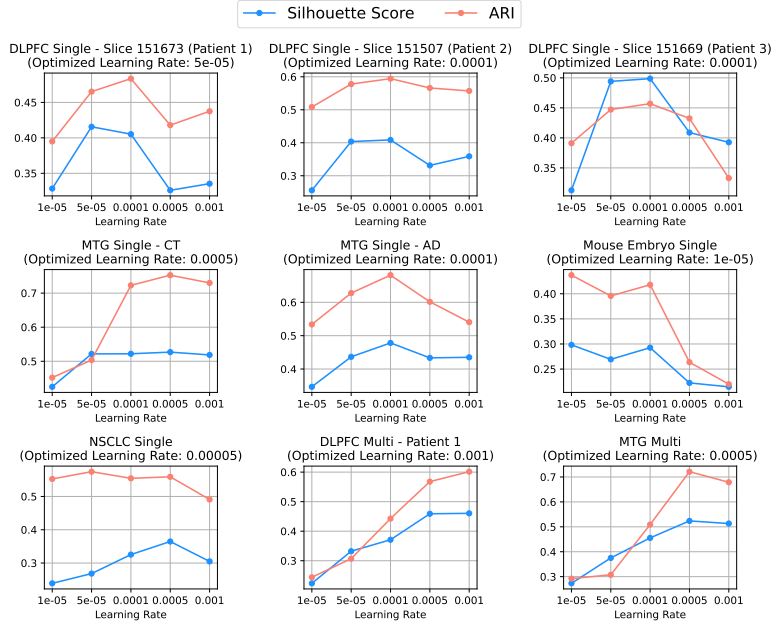 Silhouette Score ARI
DLPFC Single - Slice 151673 (Patient 1)
(Optimized Learning Rate: 5e-05)
0.45
0.40
0.35
1e-05 5e-05 0.0001 0.0005 0.001
Learning Rate
DLPFC Single - Slice 151507 (Patient 2)
(Optimized Learning Rate: 0.0001)
0.6
0.5
0.4
0.3
1e-05 5e-05 0.0001 0.0005 0.001
Learning Rate
DLPFC Single - Slice 151669 (Patient 3)
(Optimized Learning Rate: 0.0001)
0.50
0.45
0.40
0.35
1e-05 5e-05 0.0001 0.0005 0.001
Learning Rate
MTG Single - CT
(Optimized Learning Rate: 0.0005)
0.7
0.6
0.5
1e-05 5e-05 0.0001 0.0005 0.001
Learning Rate
MTG Single - AD
(Optimized Learning Rate: 0.0001)
0.6
0.5
0.4
1e-05 5e-05 0.0001 0.0005 0.001
Learning Rate
Mouse Embryo Single
(Optimized Learning Rate: 1e-05)
0.40
0.35
0.30
0.25
1e-05 5e-05 0.0001 0.0005 0.001
Learning Rate
NSCLC Single
(Optimized Learning Rate: 0.00005)
0.5
0.4
0.3
1e-05 5e-05 0.0001 0.0005 0.001
Learning Rate
DLPFC Multi - Patient 1
(Optimized Learning Rate: 0.001)
0.6
0.5
0.4
0.3
1e-05 5e-05 0.0001 0.0005 0.001
Learning Rate
MTG Multi
(Optimized Learning Rate: 0.0005)
0.7
0.6
0.5
0.4
0.3
1e-05 5e-05 0.0001 0.0005 0.001
Learning Rate